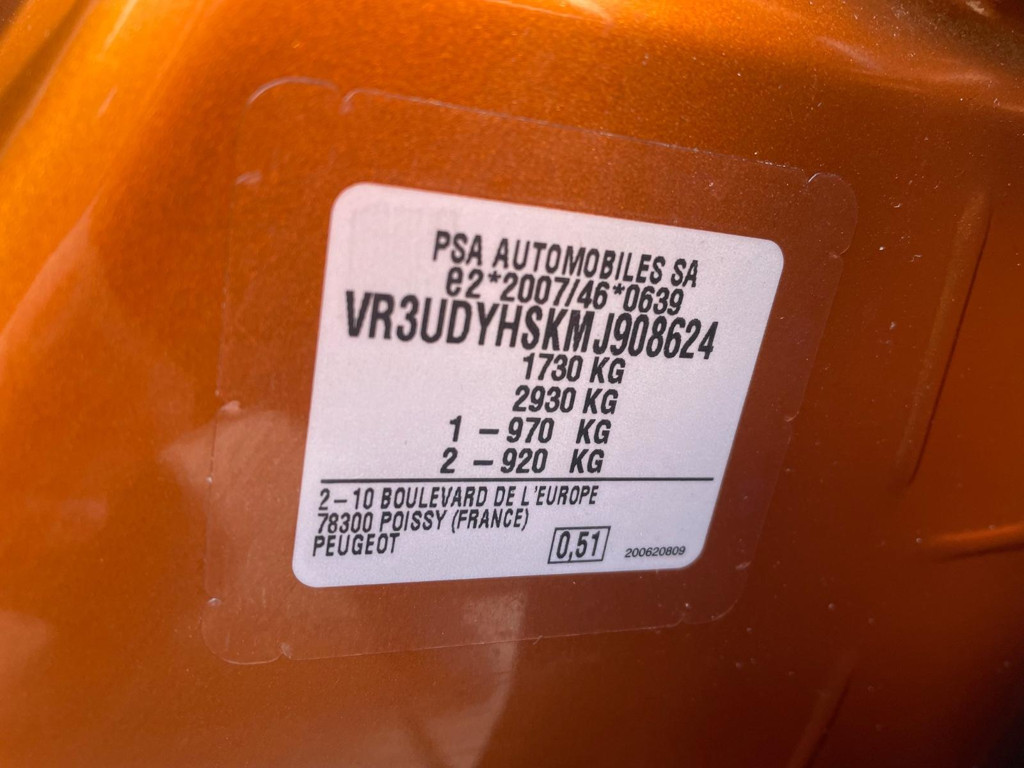 PSA AUTOMOBILES SA
e2*2007/46*0639
VR3UDYHSKMJ908624
1730 KG
2930 KG
1 – 970 KG
2 – 920 KG
2–10 BOULEVARD DE L'EUROPE
78300 POISSY (FRANCE)
PEUGEOT
0,51
200620809